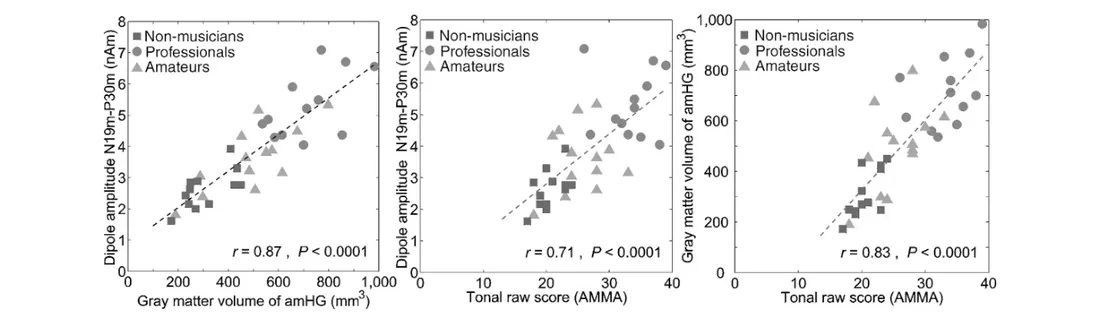 8
7
6
5
4
3
2
1
0
Dipole amplitude N19m-P30m (nAm)
Non-musicians
Professionals
Amateurs
r = 0.87 , P < 0.0001
0 200 400 600 800 1,000
Gray matter volume of amHG (mm3)
8
7
6
5
4
3
2
1
0
Dipole amplitude N19m-P30m (nAm)
Non-musicians
Professionals
Amateurs
r = 0.71 , P < 0.0001
0 10 20 30 40
Tonal raw score (AMMA)
1,000
800
600
400
200
0
Gray matter volume of amHG (mm3)
Non-musicians
Professionals
Amateurs
r = 0.83 , P < 0.0001
0 10 20 30 40
Tonal raw score (AMMA)